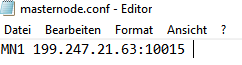 masternode.conf - Editor
Datei Bearbeiten Format Ansicht ?
MN1 199.247.21.63:10015